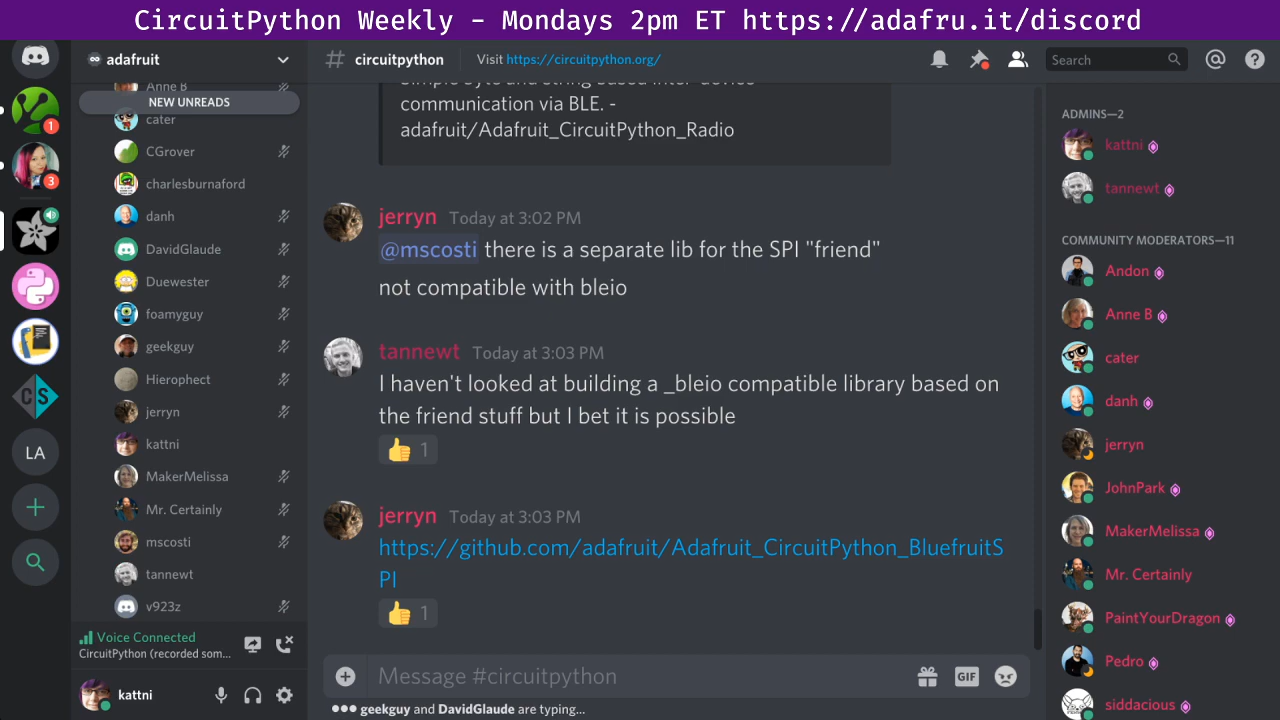 CircuitPython Weekly - Mondays 2pm ET https://adafru.it/discord
adafruit
Anne B
NEW UNREADS
cater
CGrover
charlesburnaford
danh
DavidGlaude
Duewester
foamyguy
geekguy
Hierophect
jerryn
kattni
MakerMelissa
Mr. Certainly
mscosti
tannewt
v923z
Voice Connected
CircuitPython (recorded som...
kattni
1
3
CS
LA
# circuitpython
Visit https://circuitpython.org/
Search
communication via BLE. -
adafruit/Adafruit_CircuitPython_Radio
jerryn Today at 3:02 PM
@mscosti there is a separate lib for the SPI "friend"
not compatible with bleio
tannewt Today at 3:03 PM
I haven't looked at building a _bleio compatible library based on
the friend stuff but I bet it is possible
1
jerryn Today at 3:03 PM
https://github.com/adafruit/Adafruit_CircuitPython_BluefruitS
PI
1
Message #circuitpython
GIF
geekguy and DavidGlaude are typing...
ADMINS—2
kattni
tannewt
COMMUNITY MODERATORS—11
Andon
Anne B
cater
danh
jerryn
JohnPark
MakerMelissa
Mr. Certainly
PaintYourDragon
Pedro
siddacious